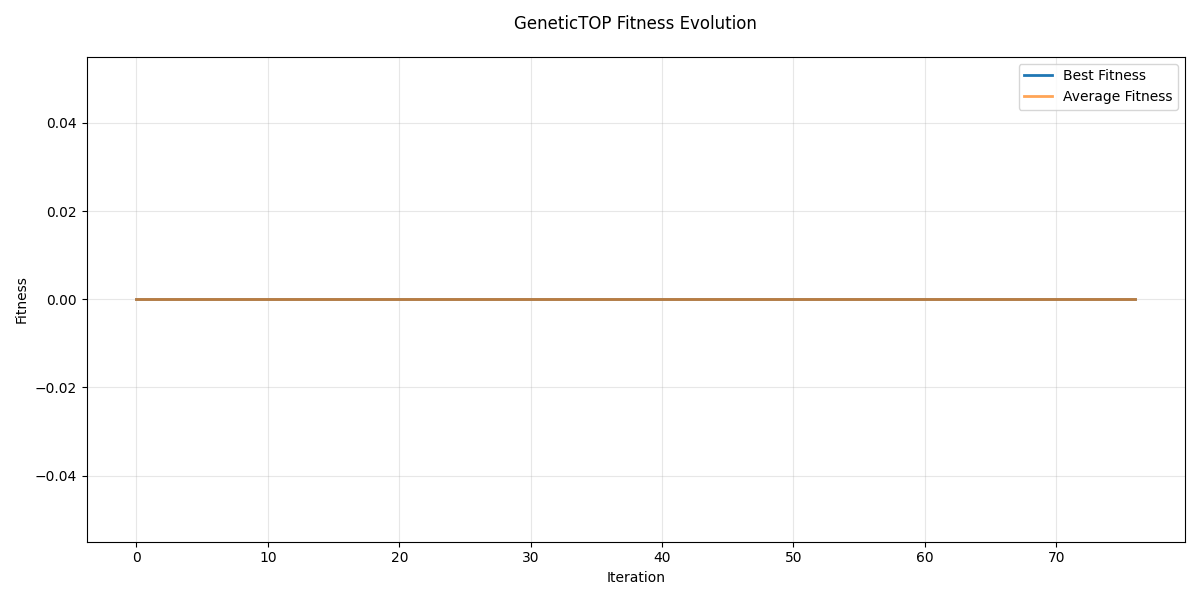 GeneticTOP Fitness Evolution
Best Fitness
Average Fitness
0.04
0.02
0.00
−0.02
−0.04
Fitness
0 10 20 30 40 50 60 70
Iteration